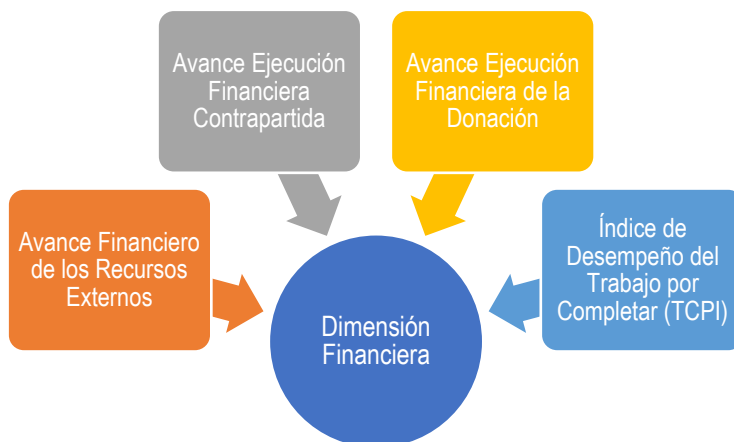 Avance Ejecución
Financiera
Contrapartida
Avance Ejecución
Financiera de la
Donación
Avance Financiero
de los Recursos
Externos
Índice de
Desempeño del
Trabajo por
Completar (TCPI)
Dimensión
Financiera